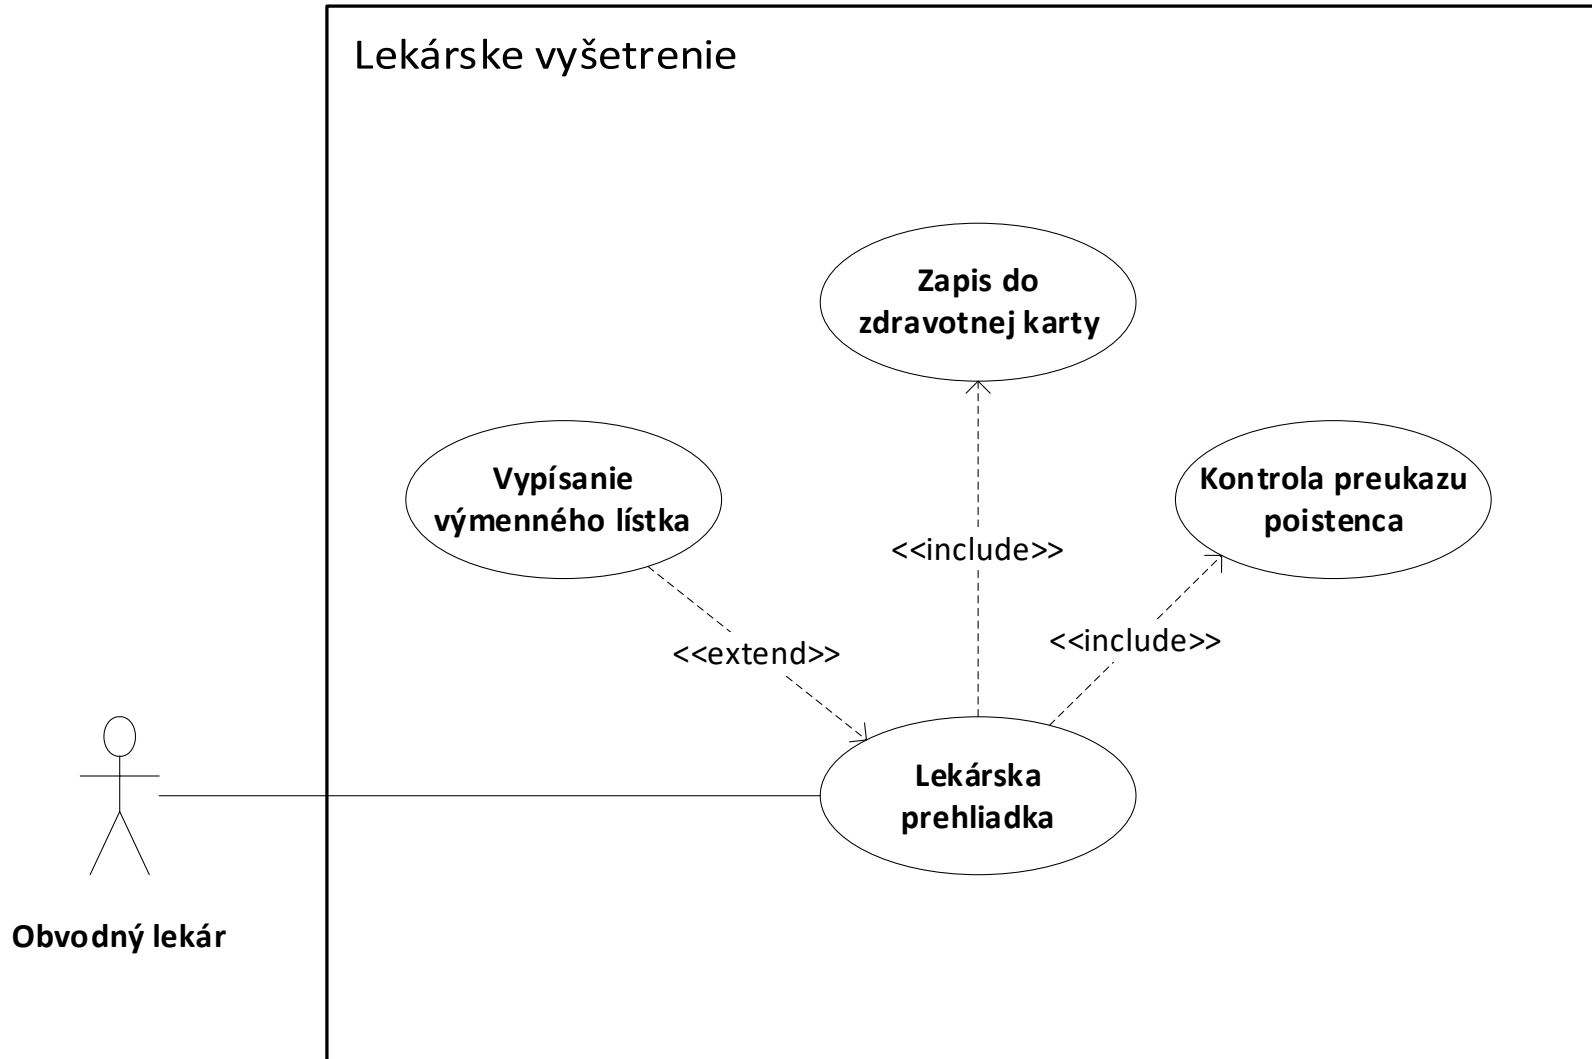 Lekárske vyšetrenie
Zapis do
zdravotnej karty
Vypísanie
výmenného lístka
Kontrola preukazu
poistenca
<<include>>
<<extend>>
<<include>>
Lekárska
prehliadka
Obvodný lekár